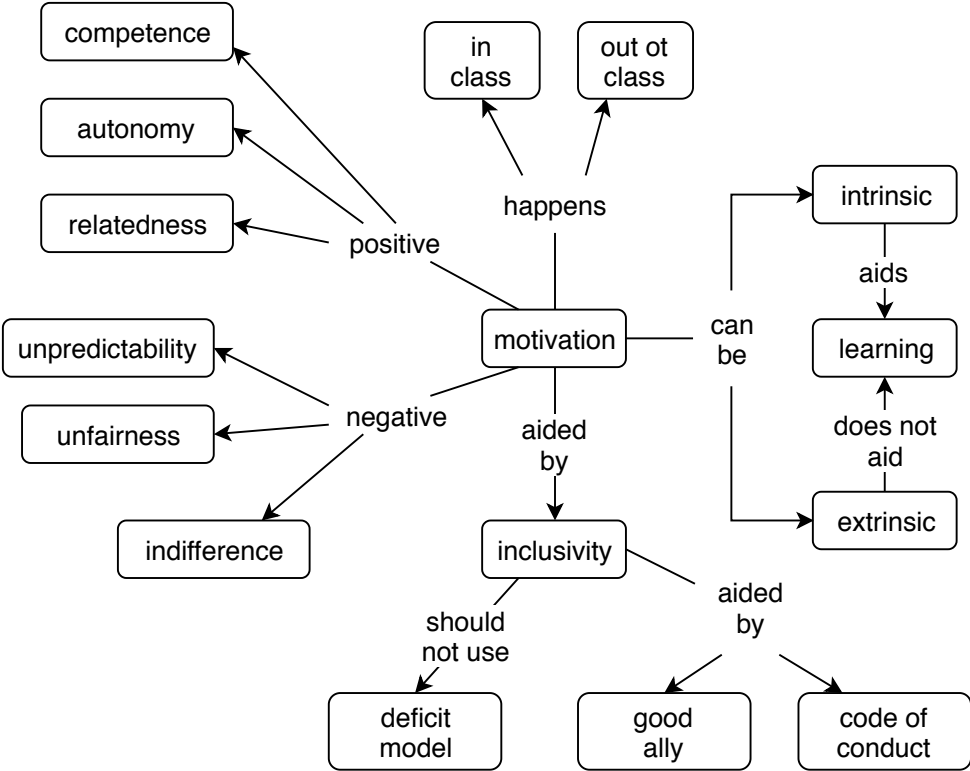 competence
in
class
out ot
class
autonomy
happens
intrinsic
relatedness
positive
aids
can
be
unpredictability
motivation
learning
negative
unfairness
aided
by
does not
aid
extrinsic
indifference
inclusivity
aided
by
should
not use
deficit
model
good
ally
code of
conduct